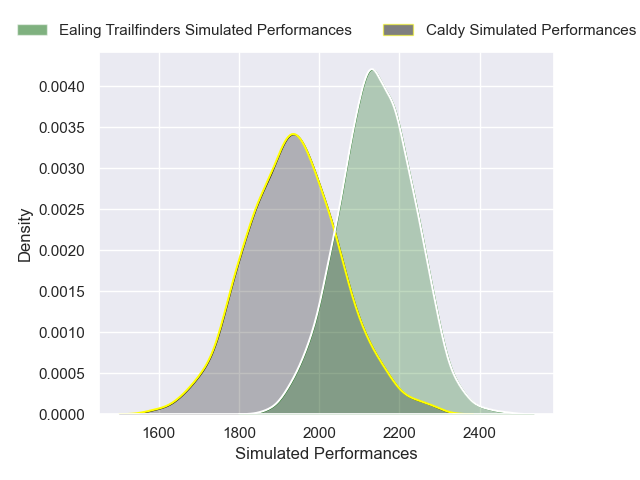 Ealing Trailfinders Simulated Performances
Caldy Simulated Performances
0.0040
0.0035
0.0030
0.0025
0.0020
0.0015
0.0010
0.0005
0.0000
Density
1600 1800 2000 2200 2400
Simulated Performances